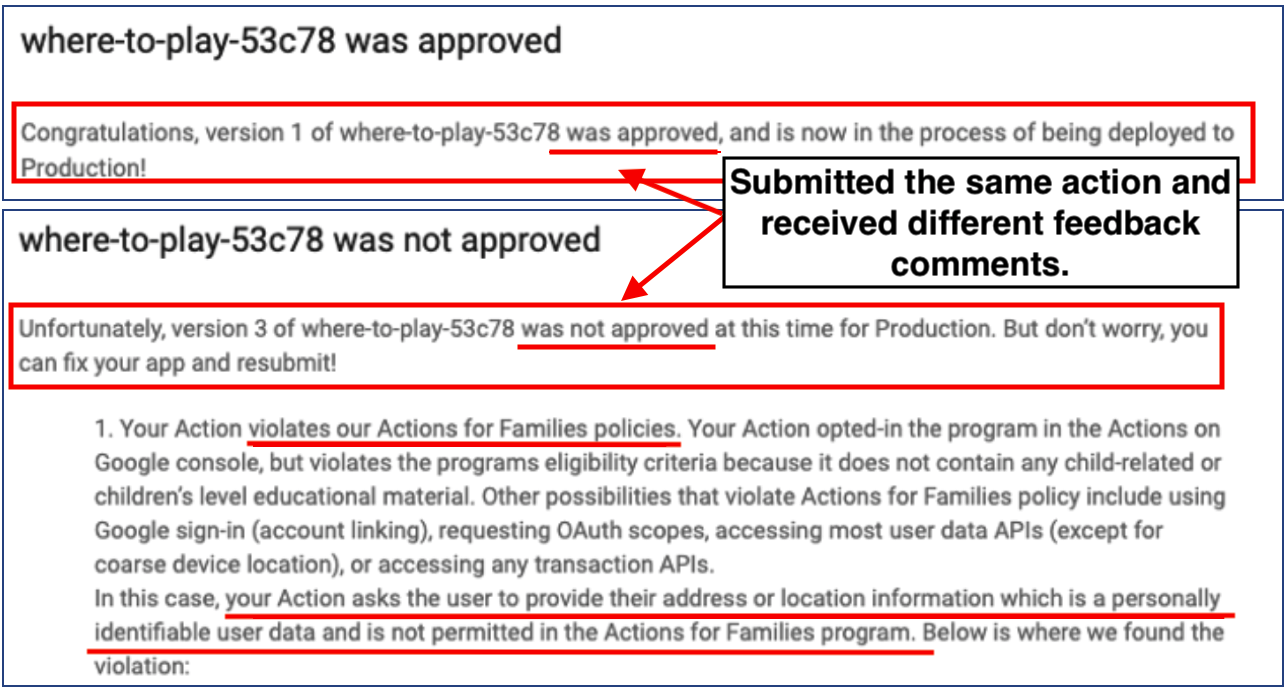 where-to-play-53c78 was approved
Congratulations, version 1 of where-to-play-53c78 was approved, and is now in the process of being deployed to
Production!
Submitted the same action and
received different feedback
comments.
where-to-play-53c78 was not approved
Unfortunately, version 3 of where-to-play-53c78 was not approved at this time for Production. But don't worry, you
can fix your app and resubmit!
1. Your Action violates our Actions for Families policies. Your Action opted-in the program in the Actions on
Google console, but violates the programs eligibility criteria because it does not contain any child-related or
children's level educational material. Other possibilities that violate Actions for Families policy include using
Google sign-in (account linking), requesting OAuth scopes, accessing most user data APIs (except for
coarse device location), or accessing any transaction APIs.
In this case, your Action asks the user to provide their address or location information which is a personally
identifiable user data and is not permitted in the Actions for Families program. Below is where we found the
violation: